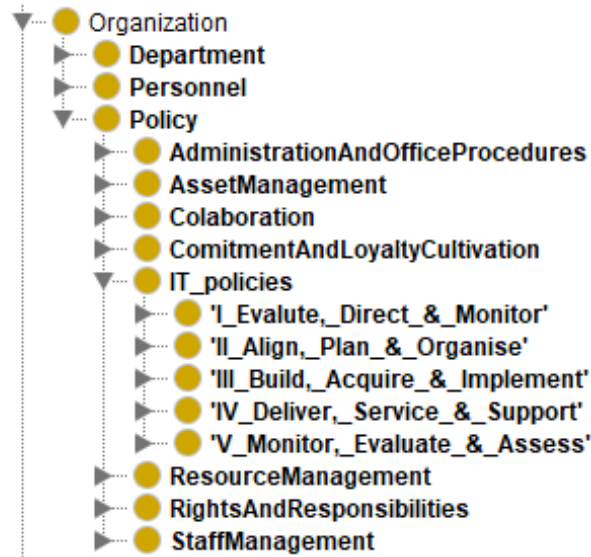 Organization
Department
Personnel
Policy
AdministrationAndOfficeProcedures
AssetManagement
Colaboration
ComitmentAndLoyaltyCultivation
IT_policies
'I_Evalute,_Direct_&_Monitor'
'II_Align,_Plan_&_Organise'
'III_Build,_Acquire_&_Implement'
'IV_Deliver,_Service_&_Support'
'V_Monitor,_Evaluate_&_Assess'
ResourceManagement
RightsAndResponsibilities
StaffManagement